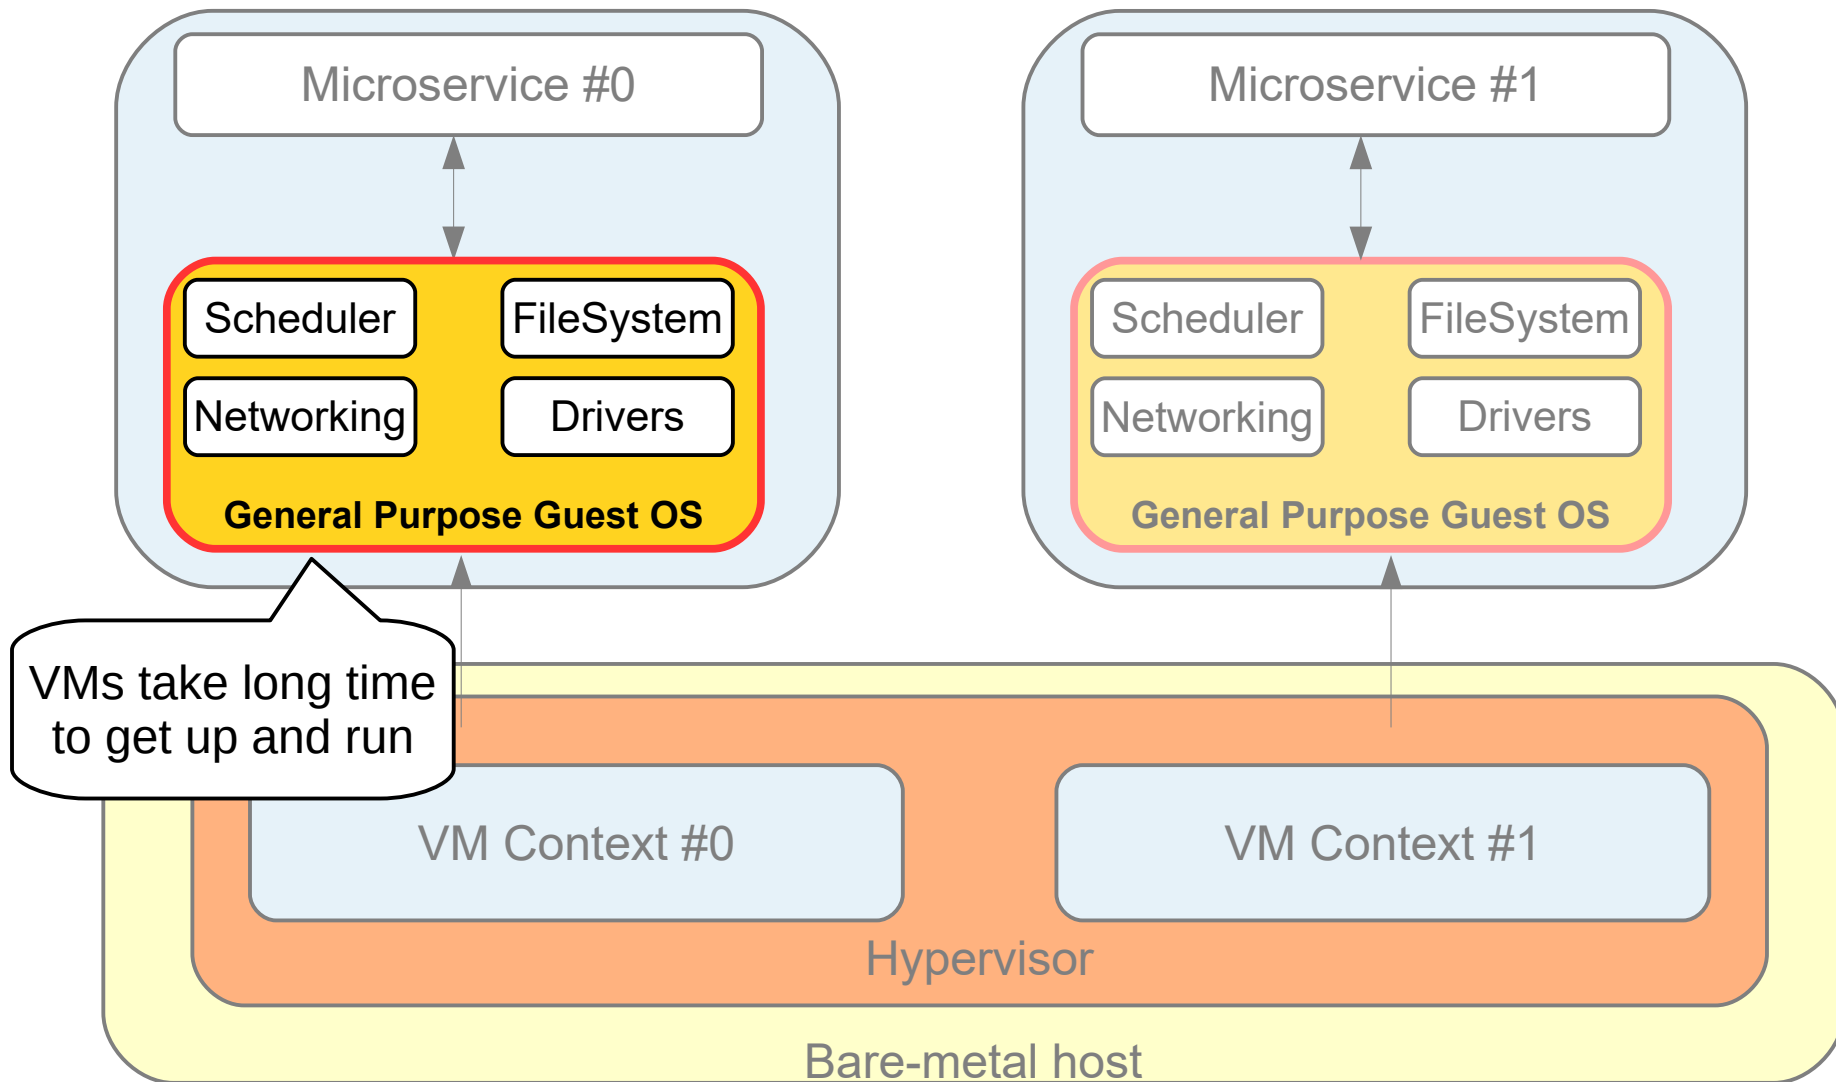 Microservice #0
Microservice #1
Scheduler
FileSystem
Networking
Drivers
General Purpose Guest OS
Scheduler
FileSystem
Networking
Drivers
General Purpose Guest OS
VMs take long time
to get up and run
VM Context #0
VM Context #1
Hypervisor
Bare-metal host